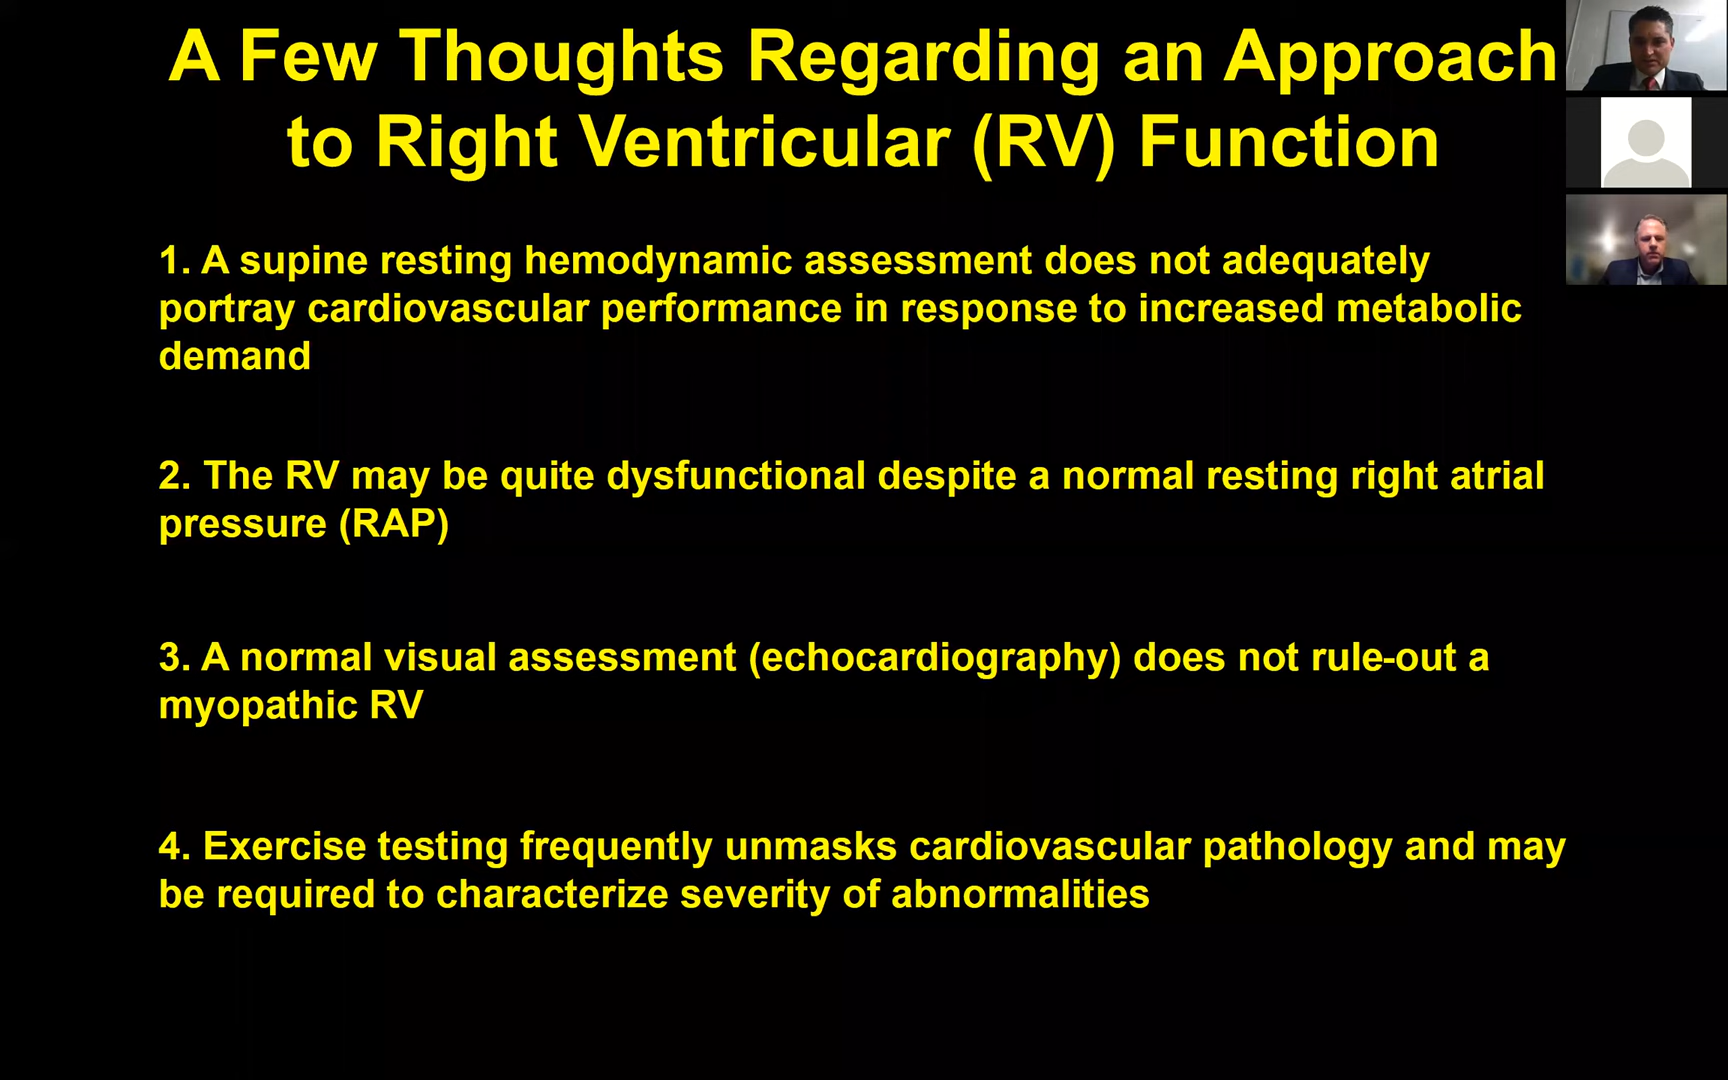 A Few Thoughts Regarding an Approach
to Right Ventricular (RV) Function
1. A supine resting hemodynamic assessment does not adequately
portray cardiovascular performance in response to increased metabolic
demand
2. The RV may be quite dysfunctional despite a normal resting right atrial
pressure (RAP)
3. A normal visual assessment (echocardiography) does not rule-out a
myopathic RV
4. Exercise testing frequently unmasks cardiovascular pathology and may
be required to characterize severity of abnormalities